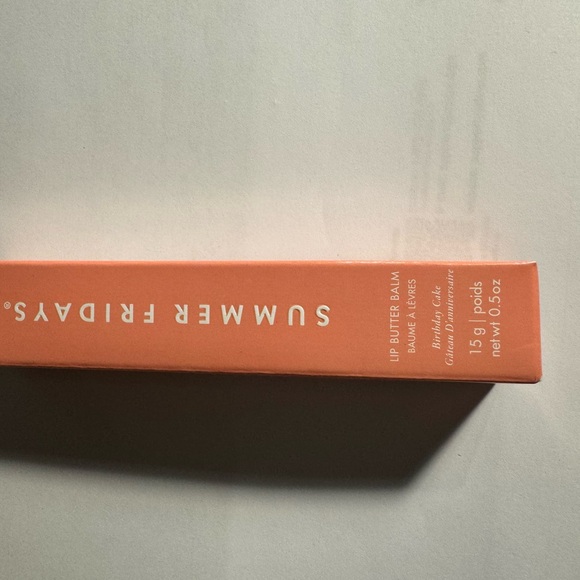 SUMMER FRIDAYS®
LIP BUTTER BALM
BAUME À LÈVRES
Birthday Cake
Gâteau D'anniversaire
15 g | poids
net wt 0.5oz